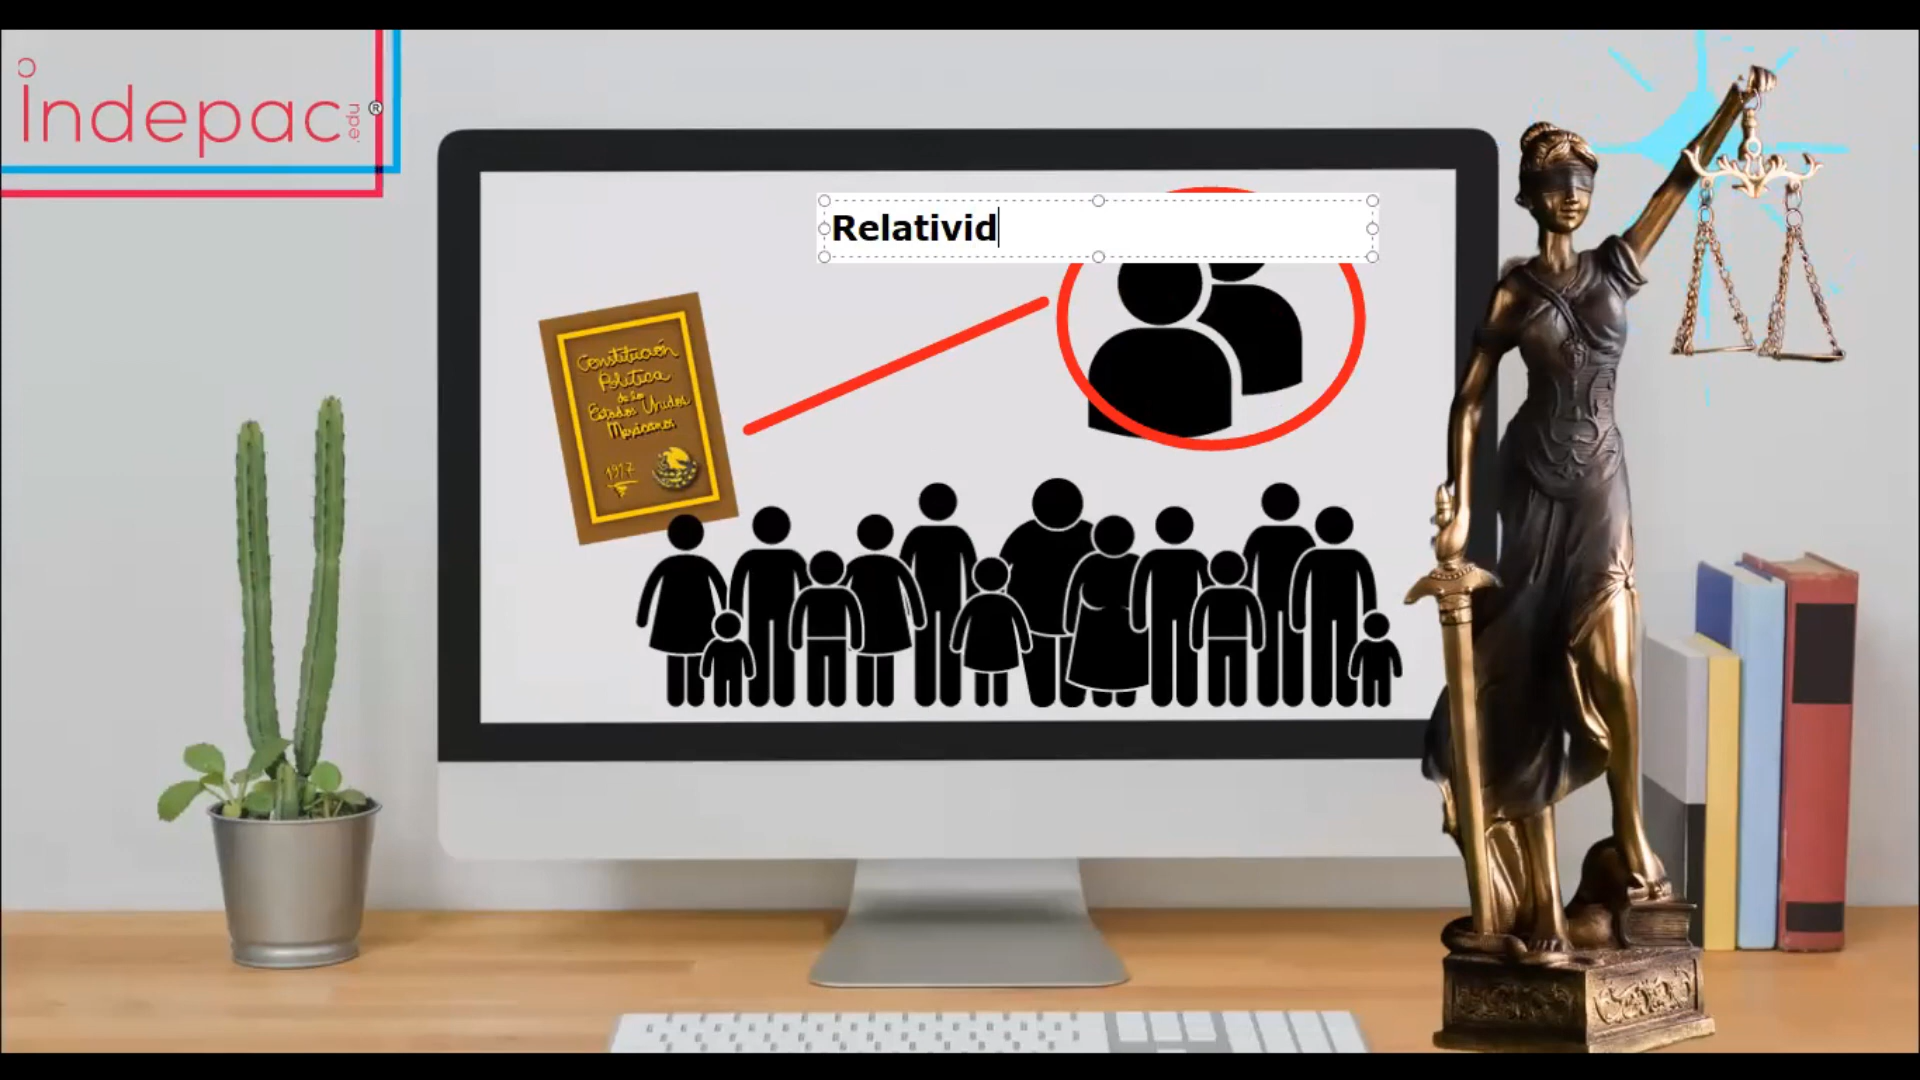 indepac
.edu
®
Relativid
Constitución
Política
de los
Estados Unidos
Mexicanos
1917